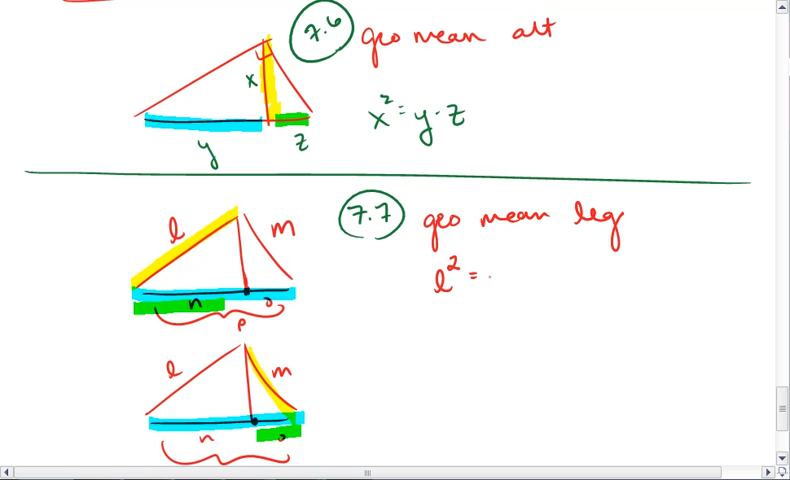 7.6 geo mean alt
x
x² = y · z
y
z
7.7 geo mean leg
l
m
l² =
n
o
p
l
m
n
o